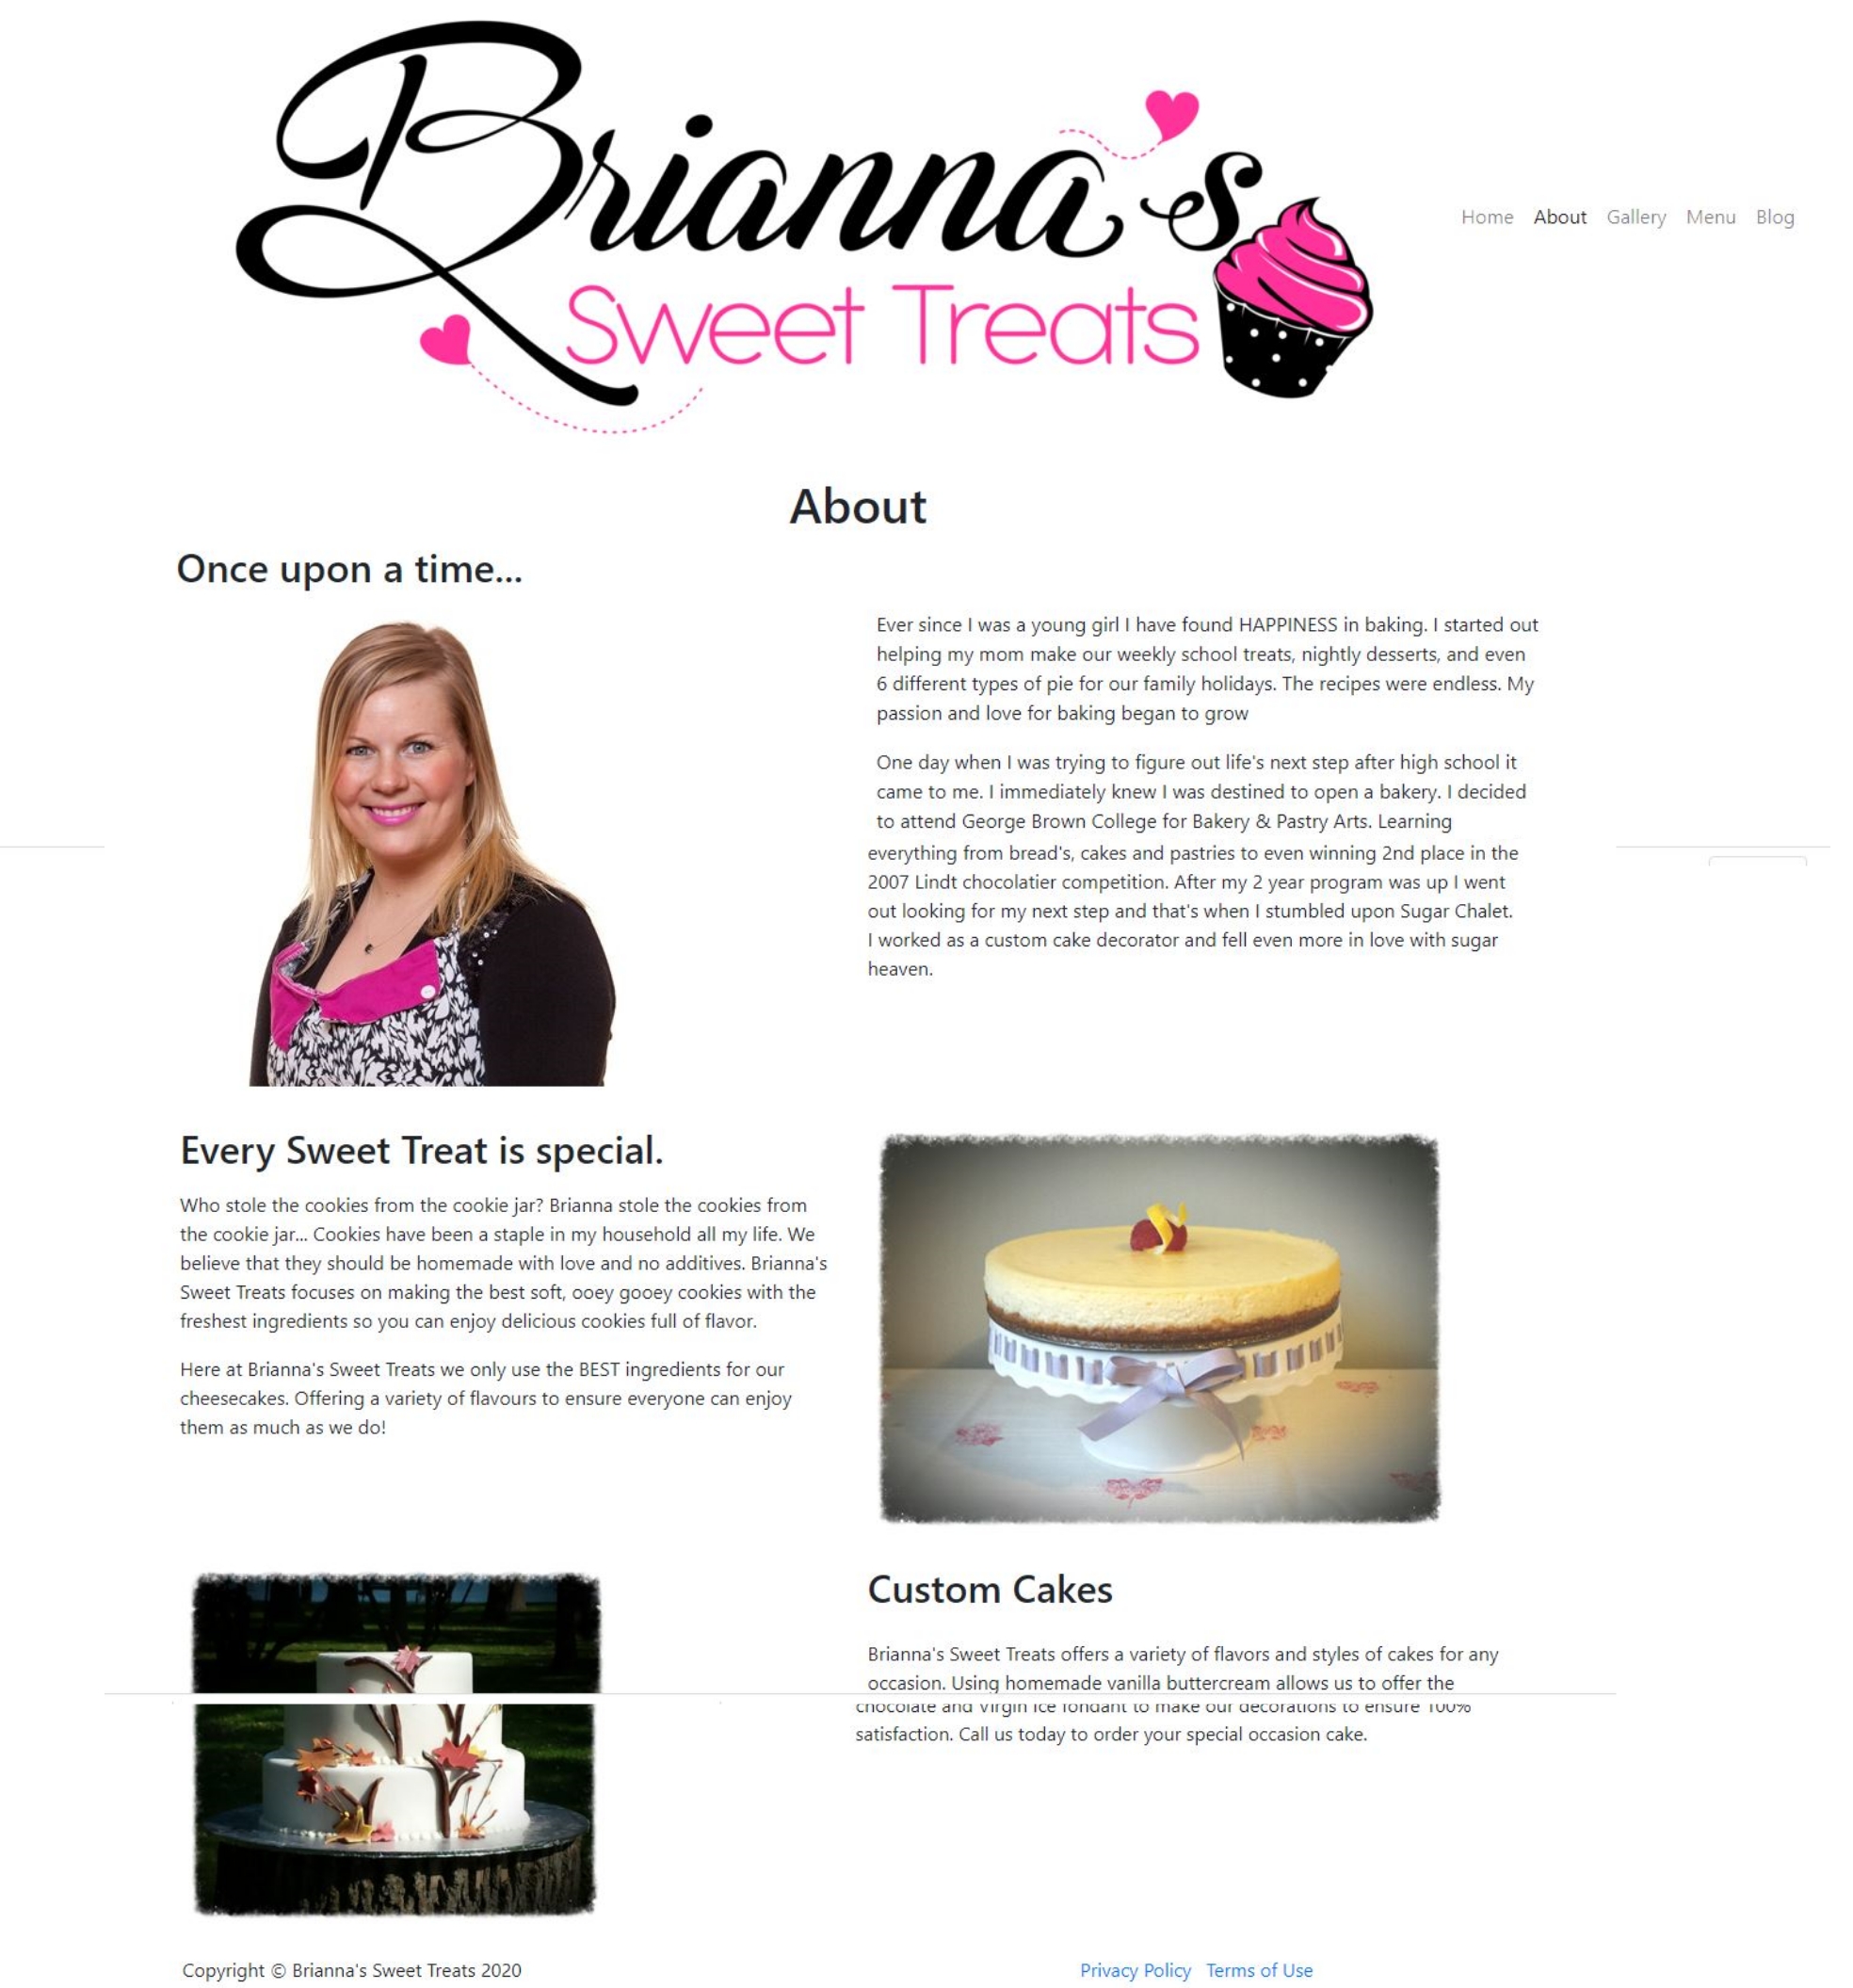 Brianna's
Sweet Treats
Home About Gallery Menu Blog
About
Once upon a time...
Ever since I was a young girl I have found HAPPINESS in baking. I started out
helping my mom make our weekly school treats, nightly desserts, and even
6 different types of pie for our family holidays. The recipes were endless. My
passion and love for baking began to grow
One day when I was trying to figure out life's next step after high school it
came to me. I immediately knew I was destined to open a bakery. I decided
to attend George Brown College for Bakery & Pastry Arts. Learning
everything from bread's, cakes and pastries to even winning 2nd place in the
2007 Lindt chocolatier competition. After my 2 year program was up I went
out looking for my next step and that's when I stumbled upon Sugar Chalet.
I worked as a custom cake decorator and fell even more in love with sugar
heaven.
Every Sweet Treat is special.
Who stole the cookies from the cookie jar? Brianna stole the cookies from
the cookie jar... Cookies have been a staple in my household all my life. We
believe that they should be homemade with love and no additives. Brianna's
Sweet Treats focuses on making the best soft, ooey gooey cookies with the
freshest ingredients so you can enjoy delicious cookies full of flavor.
Here at Brianna's Sweet Treats we only use the BEST ingredients for our
cheesecakes. Offering a variety of flavours to ensure everyone can enjoy
them as much as we do!
Custom Cakes
Brianna's Sweet Treats offers a variety of flavors and styles of cakes for any
occasion. Using homemade vanilla buttercream allows us to offer the
chocolate and Virgin Ice fondant to make our decorations to ensure 100%
satisfaction. Call us today to order your special occasion cake.
Copyright © Brianna's Sweet Treats 2020
Privacy Policy Terms of Use